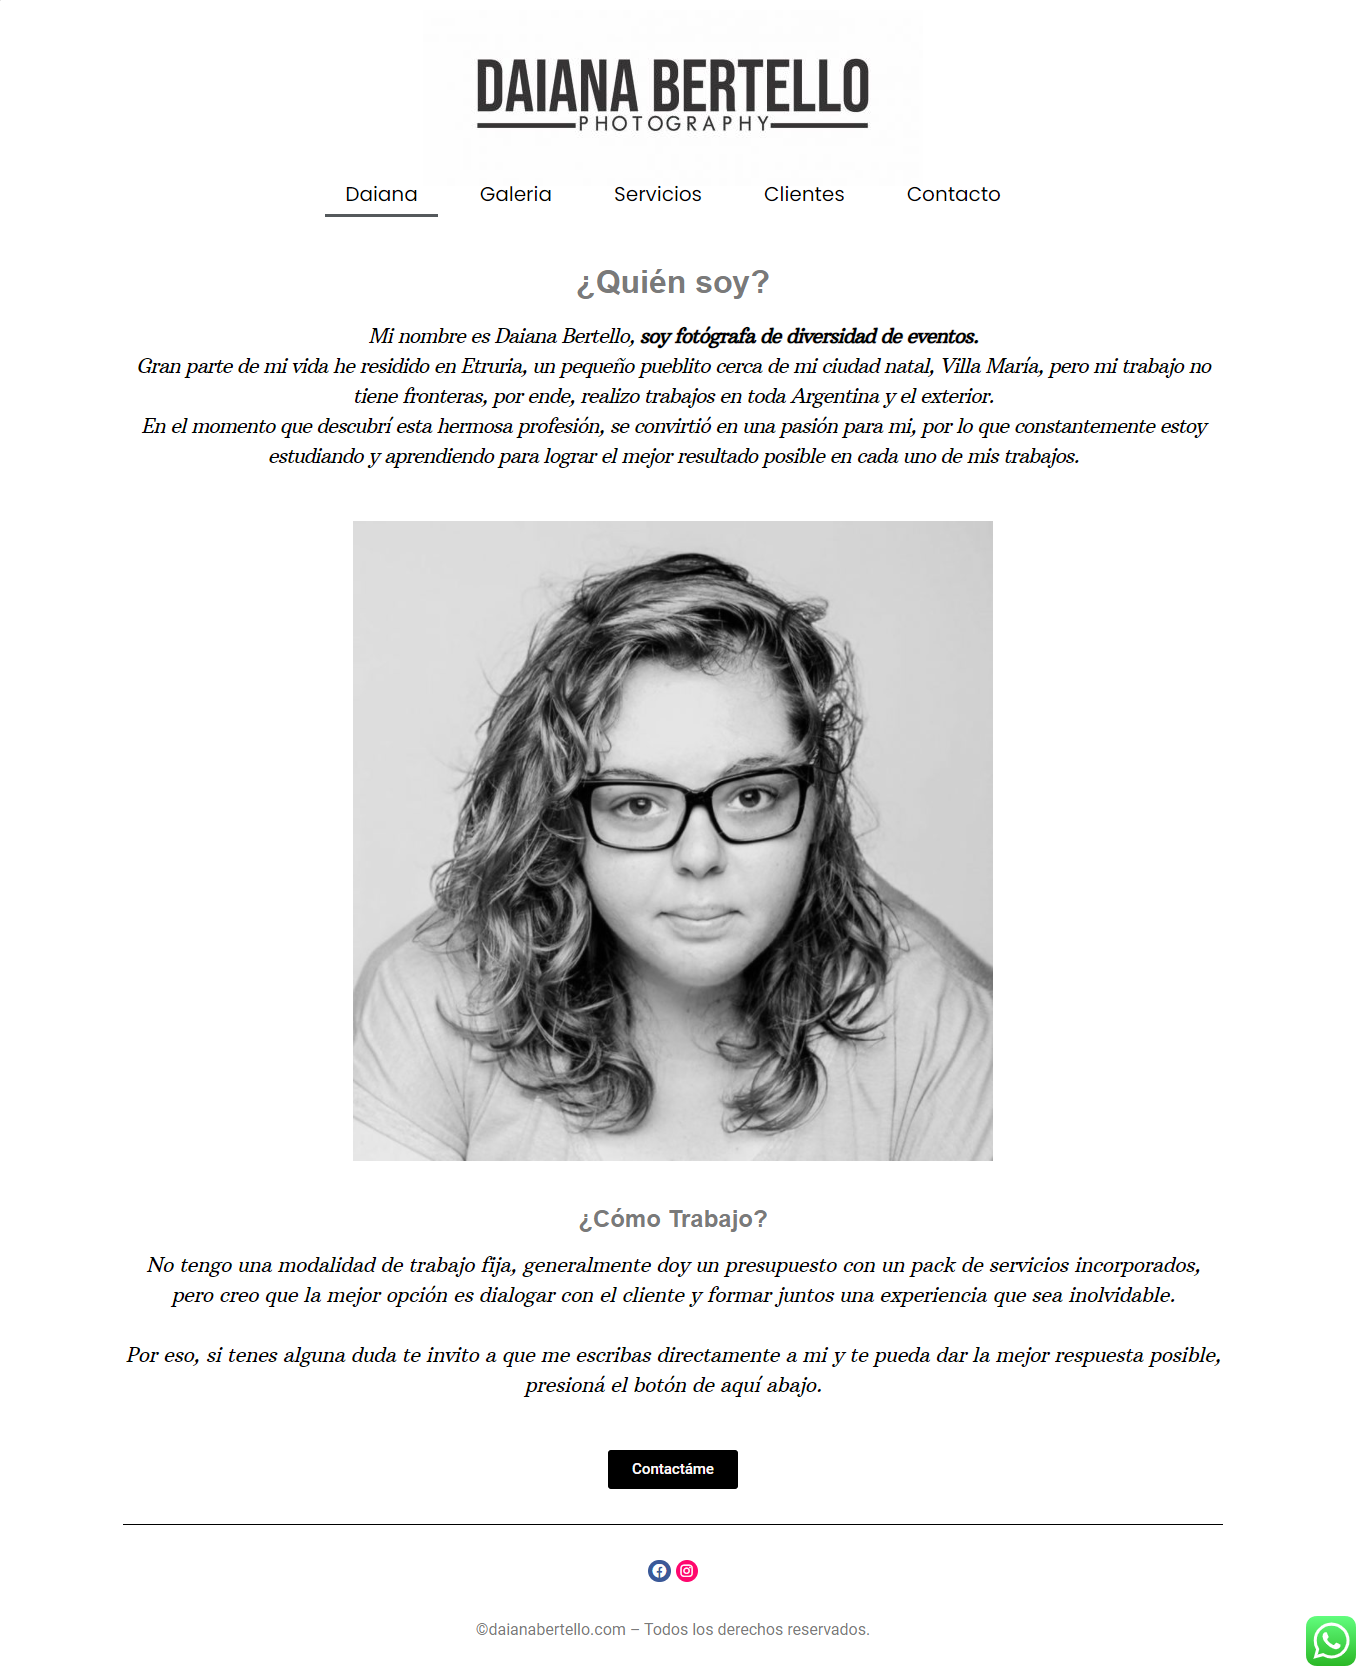 DAIANA BERTELLO
PHOTOGRAPHY
Daiana Galeria Servicios Clientes Contacto
¿Quién soy?
Mi nombre es Daiana Bertello, soy fotógrafa de diversidad de eventos.
Gran parte de mi vida he residido en Etruria, un pequeño pueblito cerca de mi ciudad natal, Villa María, pero mi trabajo no
tiene fronteras, por ende, realizo trabajos en toda Argentina y el exterior.
En el momento que descubrí esta hermosa profesión, se convirtió en una pasión para mi, por lo que constantemente estoy
estudiando y aprendiendo para lograr el mejor resultado posible en cada uno de mis trabajos.
¿Cómo Trabajo?
No tengo una modalidad de trabajo fija, generalmente doy un presupuesto con un pack de servicios incorporados,
pero creo que la mejor opción es dialogar con el cliente y formar juntos una experiencia que sea inolvidable.
Por eso, si tenes alguna duda te invito a que me escribas directamente a mi y te pueda dar la mejor respuesta posible,
presioná el botón de aquí abajo.
Contactáme
©daianabertello.com – Todos los derechos reservados.